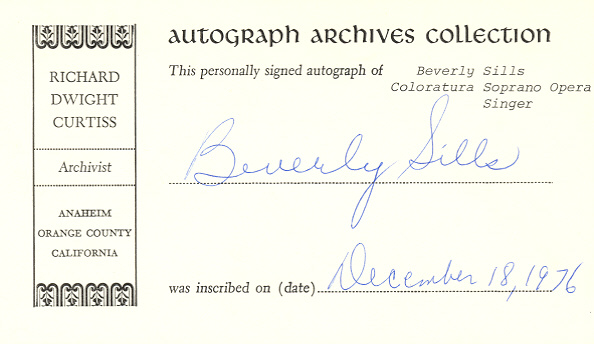 AUTOGRAPH ARCHIVES COLLECTION
RICHARD
DWIGHT
CURTISS
Archivist
ANAHEIM
ORANGE COUNTY
CALIFORNIA
This personally signed autograph of Beverly Sills
Coloratura Soprano Opera
Singer
Beverly Sills
was inscribed on (date) December 18, 1976